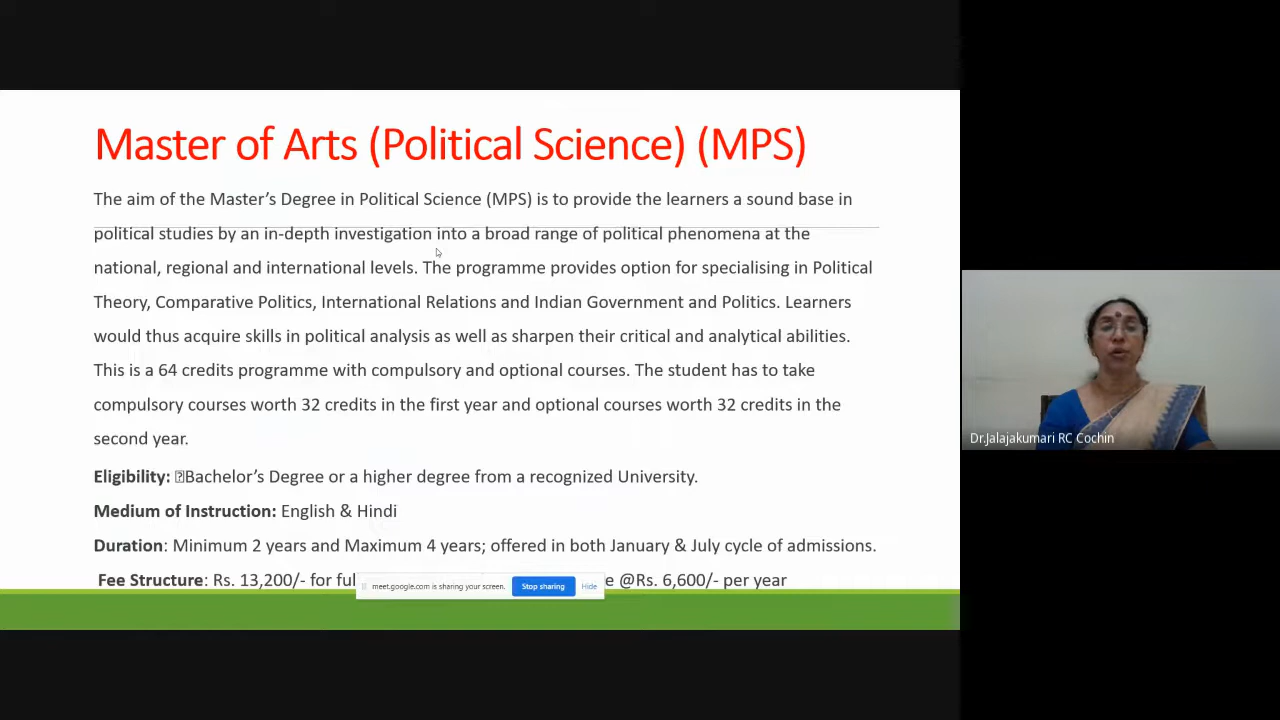 Master of Arts (Political Science) (MPS)
The aim of the Master’s Degree in Political Science (MPS) is to provide the learners a sound base in
political studies by an in-depth investigation into a broad range of political phenomena at the
national, regional and international levels. The programme provides option for specialising in Political
Theory, Comparative Politics, International Relations and Indian Government and Politics. Learners
would thus acquire skills in political analysis as well as sharpen their critical and analytical abilities.
This is a 64 credits programme with compulsory and optional courses. The student has to take
compulsory courses worth 32 credits in the first year and optional courses worth 32 credits in the
second year.
Eligibility: Bachelor’s Degree or a higher degree from a recognized University.
Medium of Instruction: English & Hindi
Duration: Minimum 2 years and Maximum 4 years; offered in both January & July cycle of admissions.
Fee Structure: Rs. 13,200/- for @Rs. 6,600/- per year
meet.google.com is sharing your screen. Stop sharing Hide
Dr.Jalajakumari RC Cochin